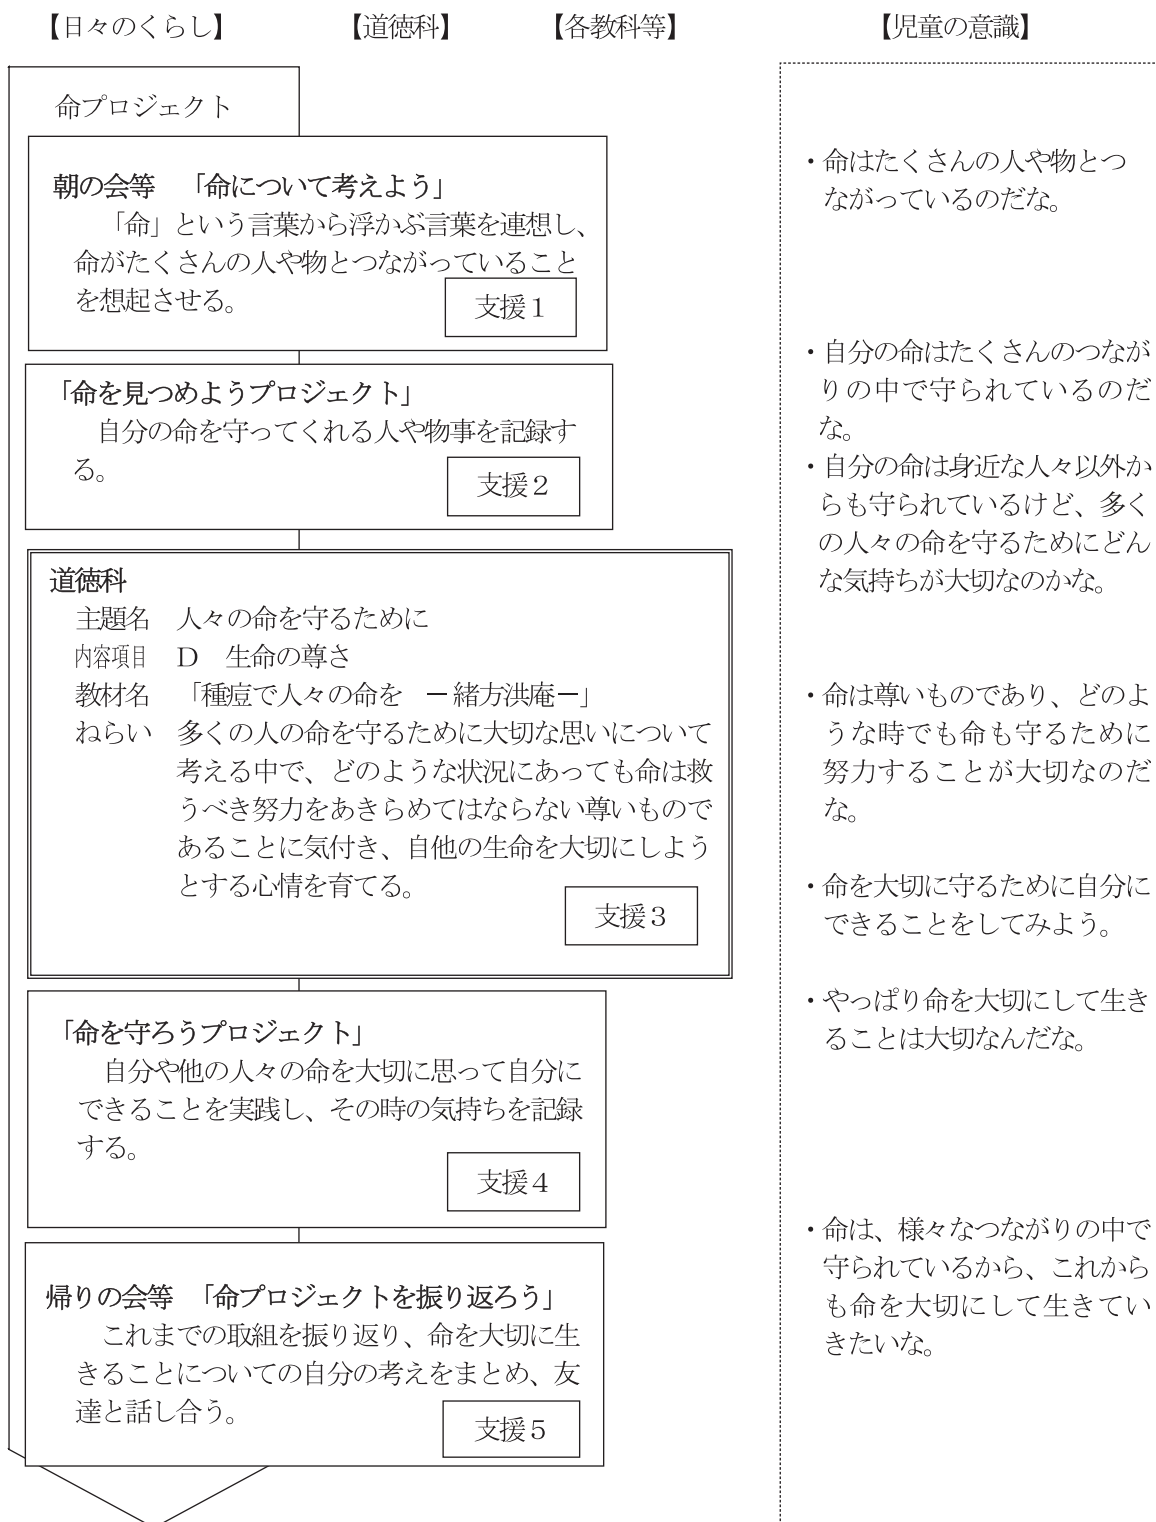 【日々のくらし】　【道徳科】　【各教科等】　【児童の意識】
命プロジェクト
朝の会等　「命について考えよう」
「命」という言葉から浮かぶ言葉を連想し、
命がたくさんの人や物とつながっていること
を想起させる。
支援１
「命を見つめようプロジェクト」
自分の命を守ってくれる人や物事を記録す
る。
支援２
道徳科
主題名　人々の命を守るために
内容項目　Ｄ　生命の尊さ
教材名　「種痘で人々の命を　－緒方洪庵－」
ねらい　多くの人の命を守るために大切な思いについて
考える中で、どのような状況にあっても命は救
うべき努力をあきらめてはならない尊いもので
あることに気付き、自他の生命を大切にしよう
とする心情を育てる。
支援３
「命を守ろうプロジェクト」
自分や他の人々の命を大切に思って自分に
できることを実践し、その時の気持ちを記録
する。
支援４
帰りの会等　「命プロジェクトを振り返ろう」
これまでの取組を振り返り、命を大切に生
きることについての自分の考えをまとめ、友
達と話し合う。
支援５
・命はたくさんの人や物とつ
ながっているのだな。
・自分の命はたくさんのつなが
りの中で守られているのだ
な。
・自分の命は身近な人々以外か
らも守られているけど、多く
の人々の命を守るためにどん
な気持ちが大切なのかな。
・命は尊いものであり、どのよ
うな時でも命も守るために
努力することが大切なのだ
な。
・命を大切に守るために自分に
できることをしてみよう。
・やっぱり命を大切にして生き
ることは大切なんだな。
・命は、様々なつながりの中で
守られているから、これから
も命を大切にして生きてい
きたいな。